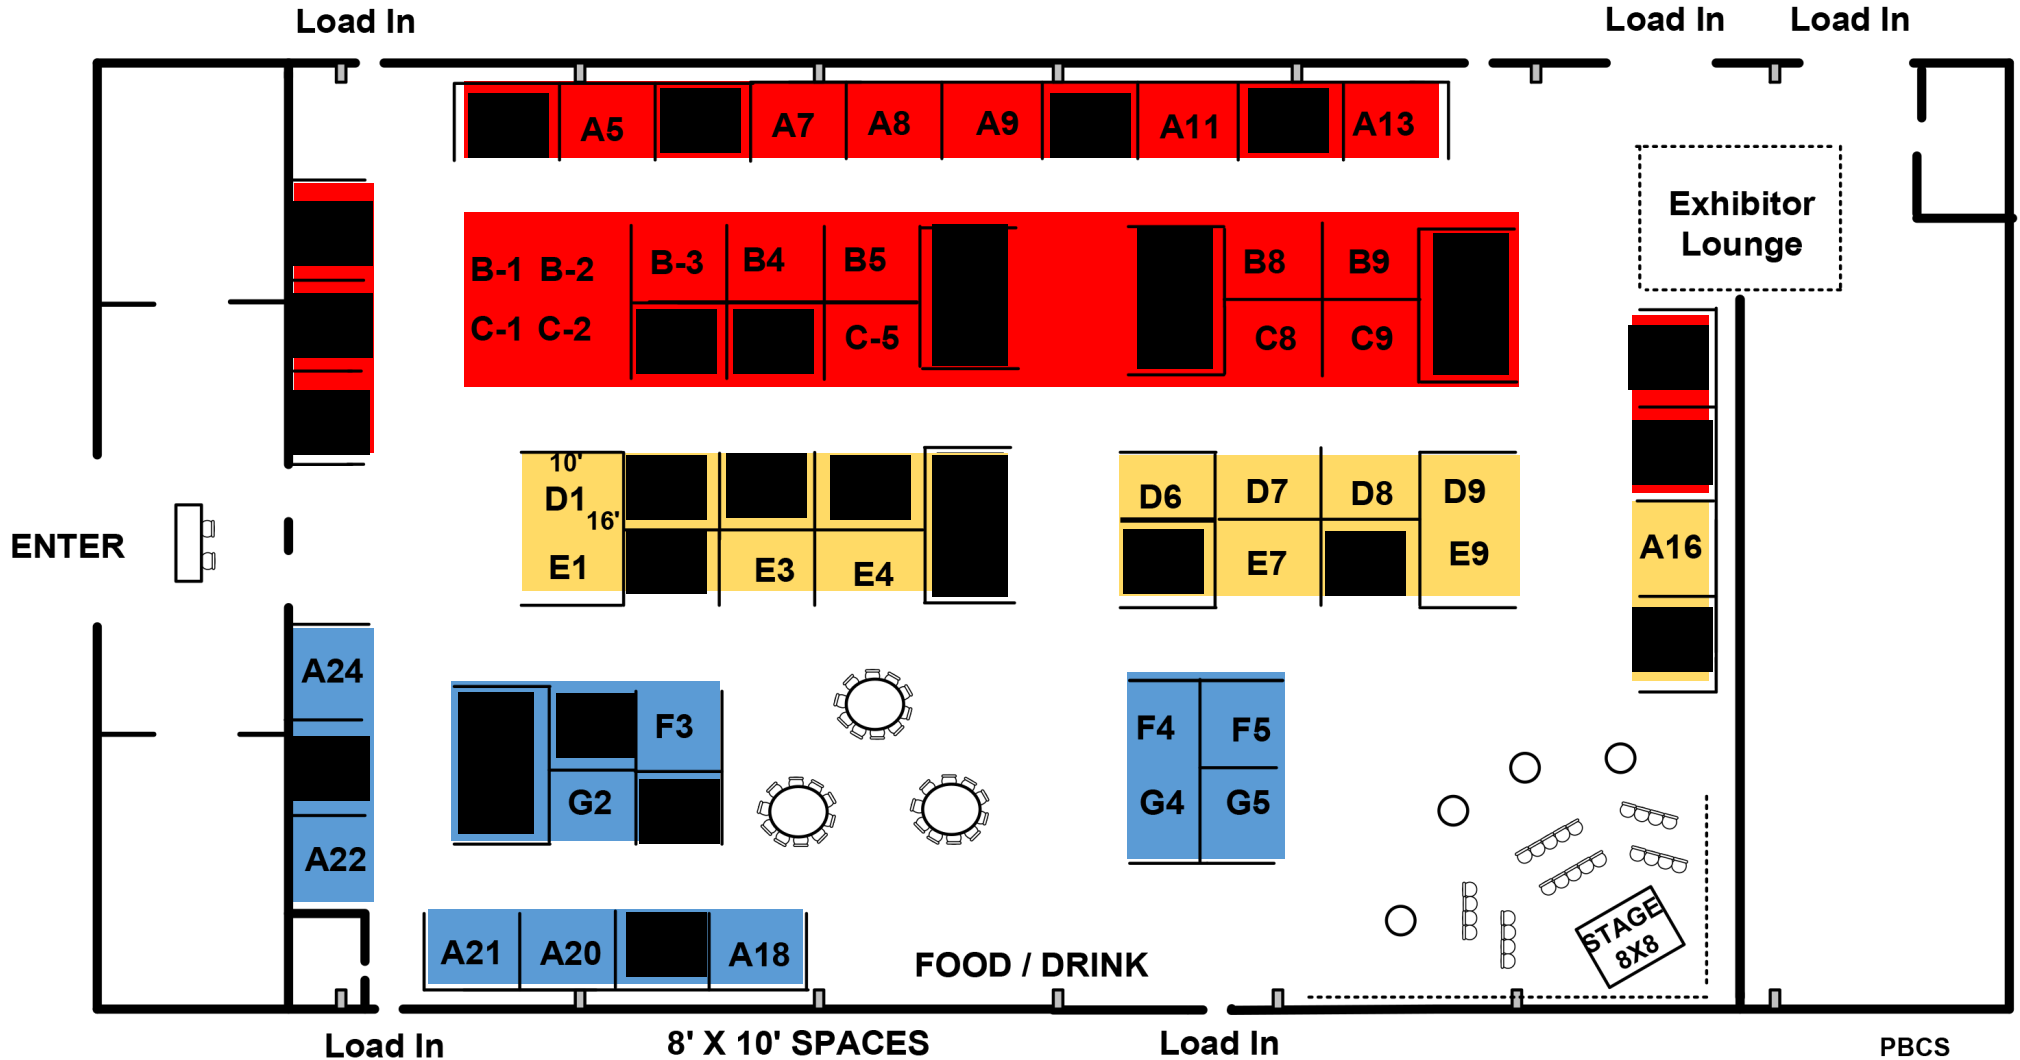 Load In
Load In
Load In
A5
A7
A8
A9
A11
A13
Exhibitor
Lounge
B-1 B-2
B-3
B4
B5
B8
B9
C-1 C-2
C-5
C8
C9
10'
D1
16'
D6
D7
D8
D9
ENTER
E1
E3
E4
E7
E9
A16
A24
F3
F4
F5
G2
G4
G5
A22
A21
A20
A18
FOOD / DRINK
STAGE
8X8
Load In
8' X 10' SPACES
Load In
PBCS